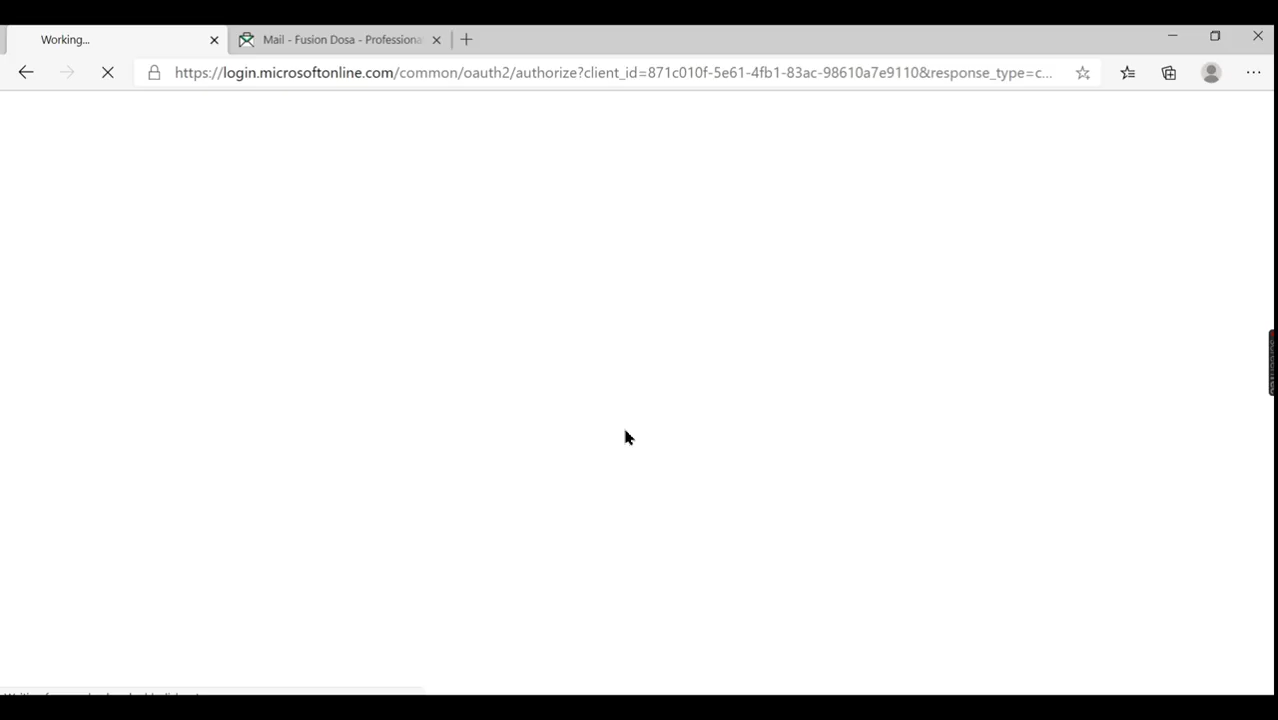 Working...
Mail - Fusion Dosa - Professiona
https://login.microsoftonline.com/common/oauth2/authorize?client_id=871c010f-5e61-4fb1-83ac-98610a7e9110&response_type=c...